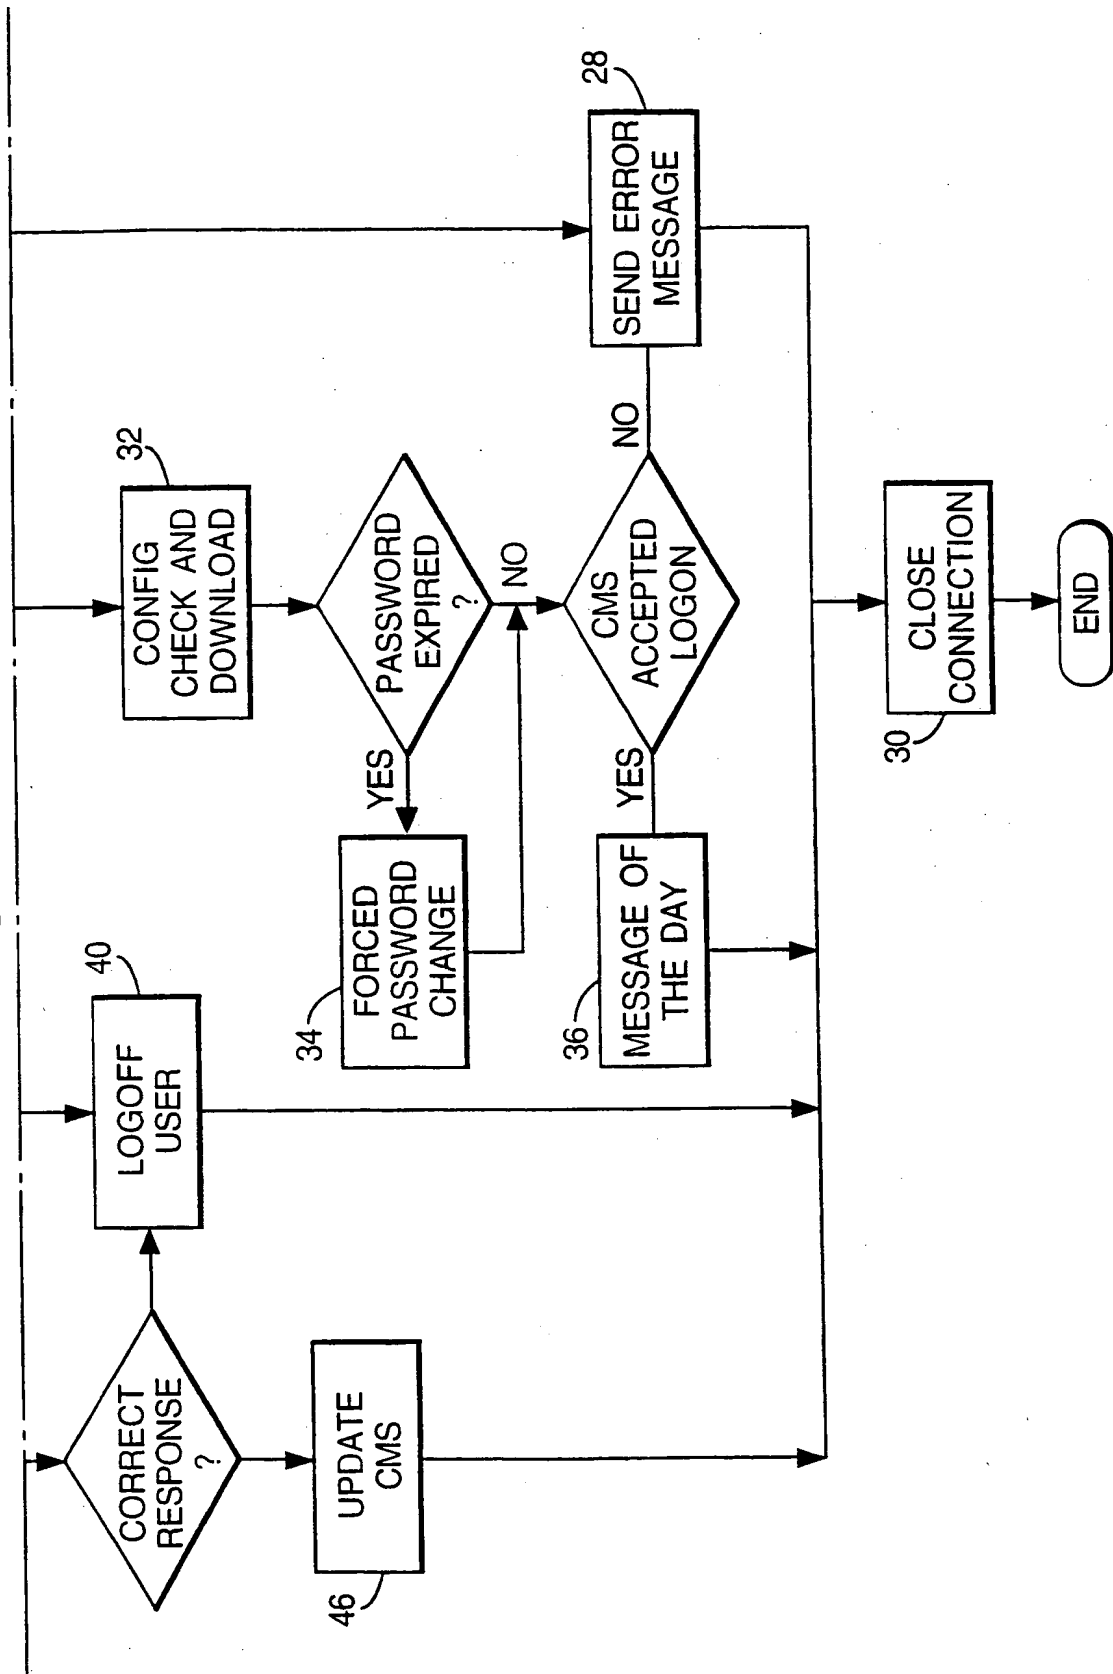 CORRECT
RESPONSE
?
UPDATE
CMS
46
LOGOFF
USER
40
CONFIG
CHECK AND
DOWNLOAD
32
PASSWORD
EXPIRED
?
YES
NO
FORCED
PASSWORD
CHANGE
34
CMS
ACCEPTED
LOGON
YES
NO
MESSAGE OF
THE DAY
36
SEND ERROR
MESSAGE
28
CLOSE
CONNECTION
30
END